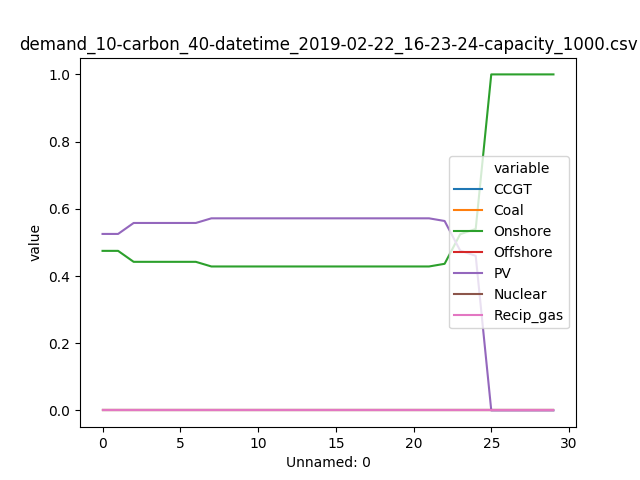 demand_10-carbon_40-datetime_2019-02-22_16-23-24-capacity_1000.csv
1.0
0.8
0.6
0.4
0.2
0.0
value
variable
CCGT
Coal
Onshore
Offshore
PV
Nuclear
Recip_gas
0 5 10 15 20 25 30
Unnamed: 0